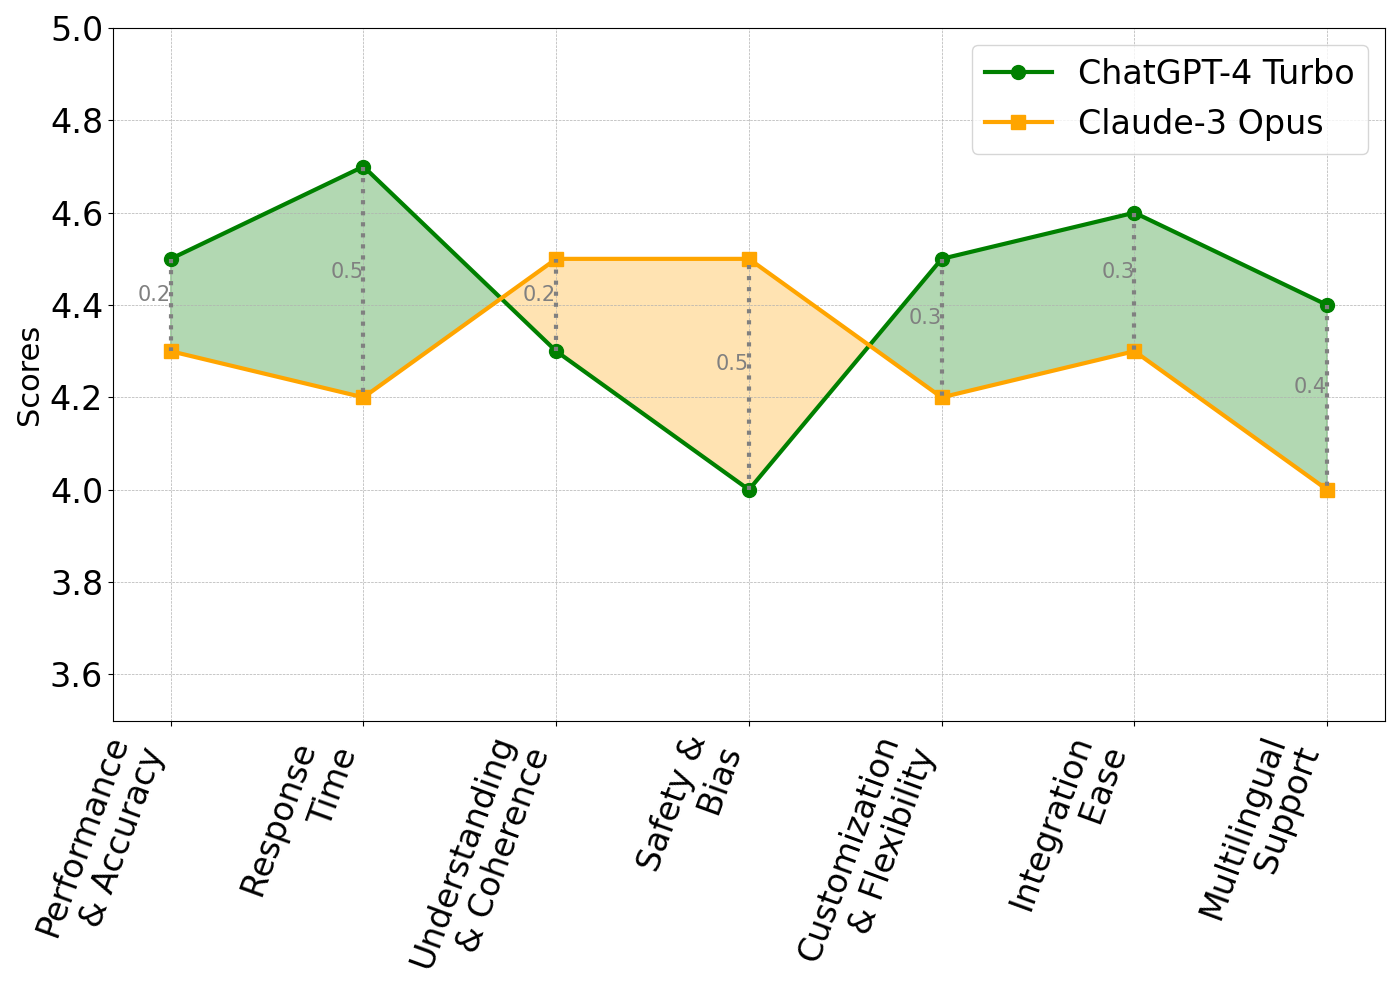 5.0
4.8
4.6
4.4
4.2
4.0
3.8
3.6
Scores
ChatGPT-4 Turbo
Claude-3 Opus
0.2
0.5
0.2
0.5
0.3
0.3
0.4
Performance
& Accuracy
Response
Time
Understanding
& Coherence
Safety &
Bias
Customization
& Flexibility
Integration
Ease
Multilingual
Support